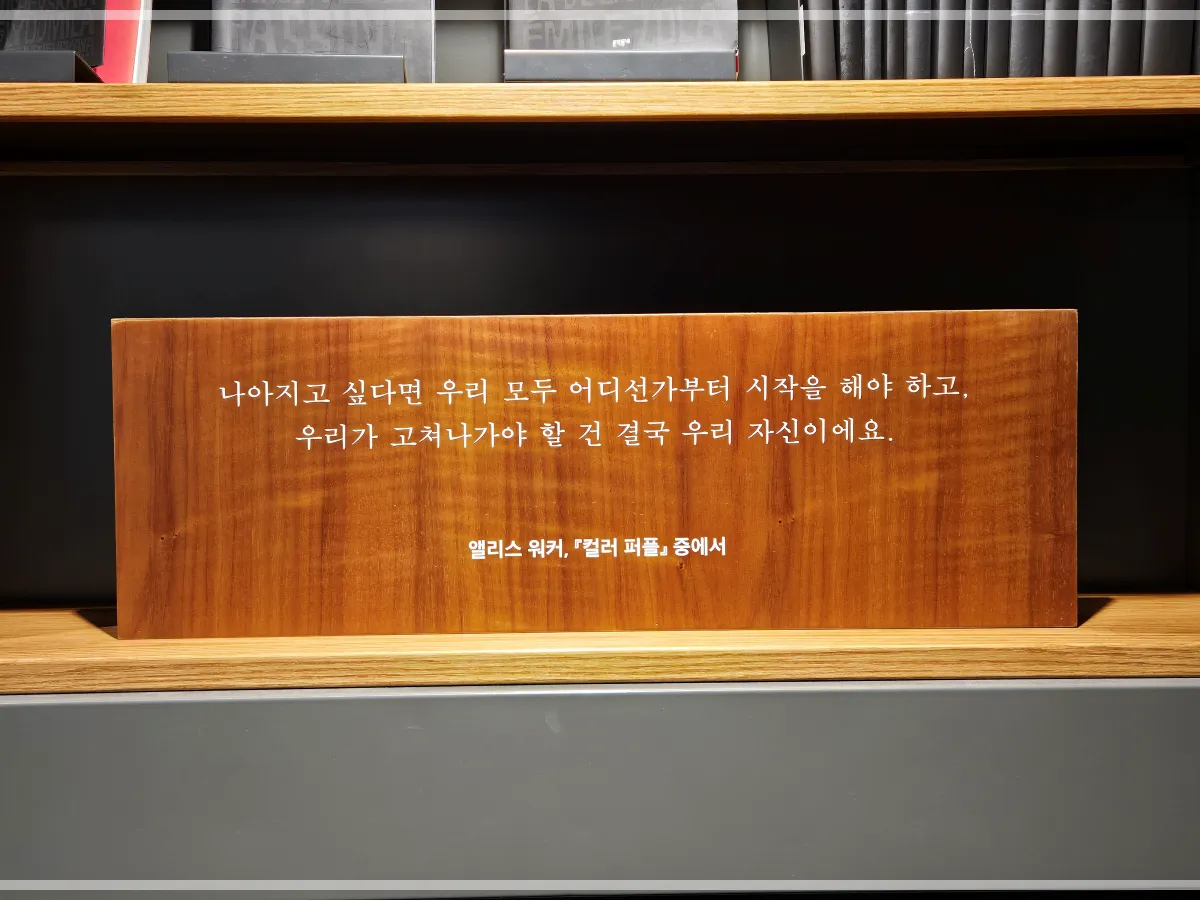 ÉMILE ZOLA
나아지고 싶다면 우리 모두 어디선가부터 시작을 해야 하고,
우리가 고쳐나가야 할 건 결국 우리 자신이에요.
앨리스 워커, 『컬러 퍼플』 중에서